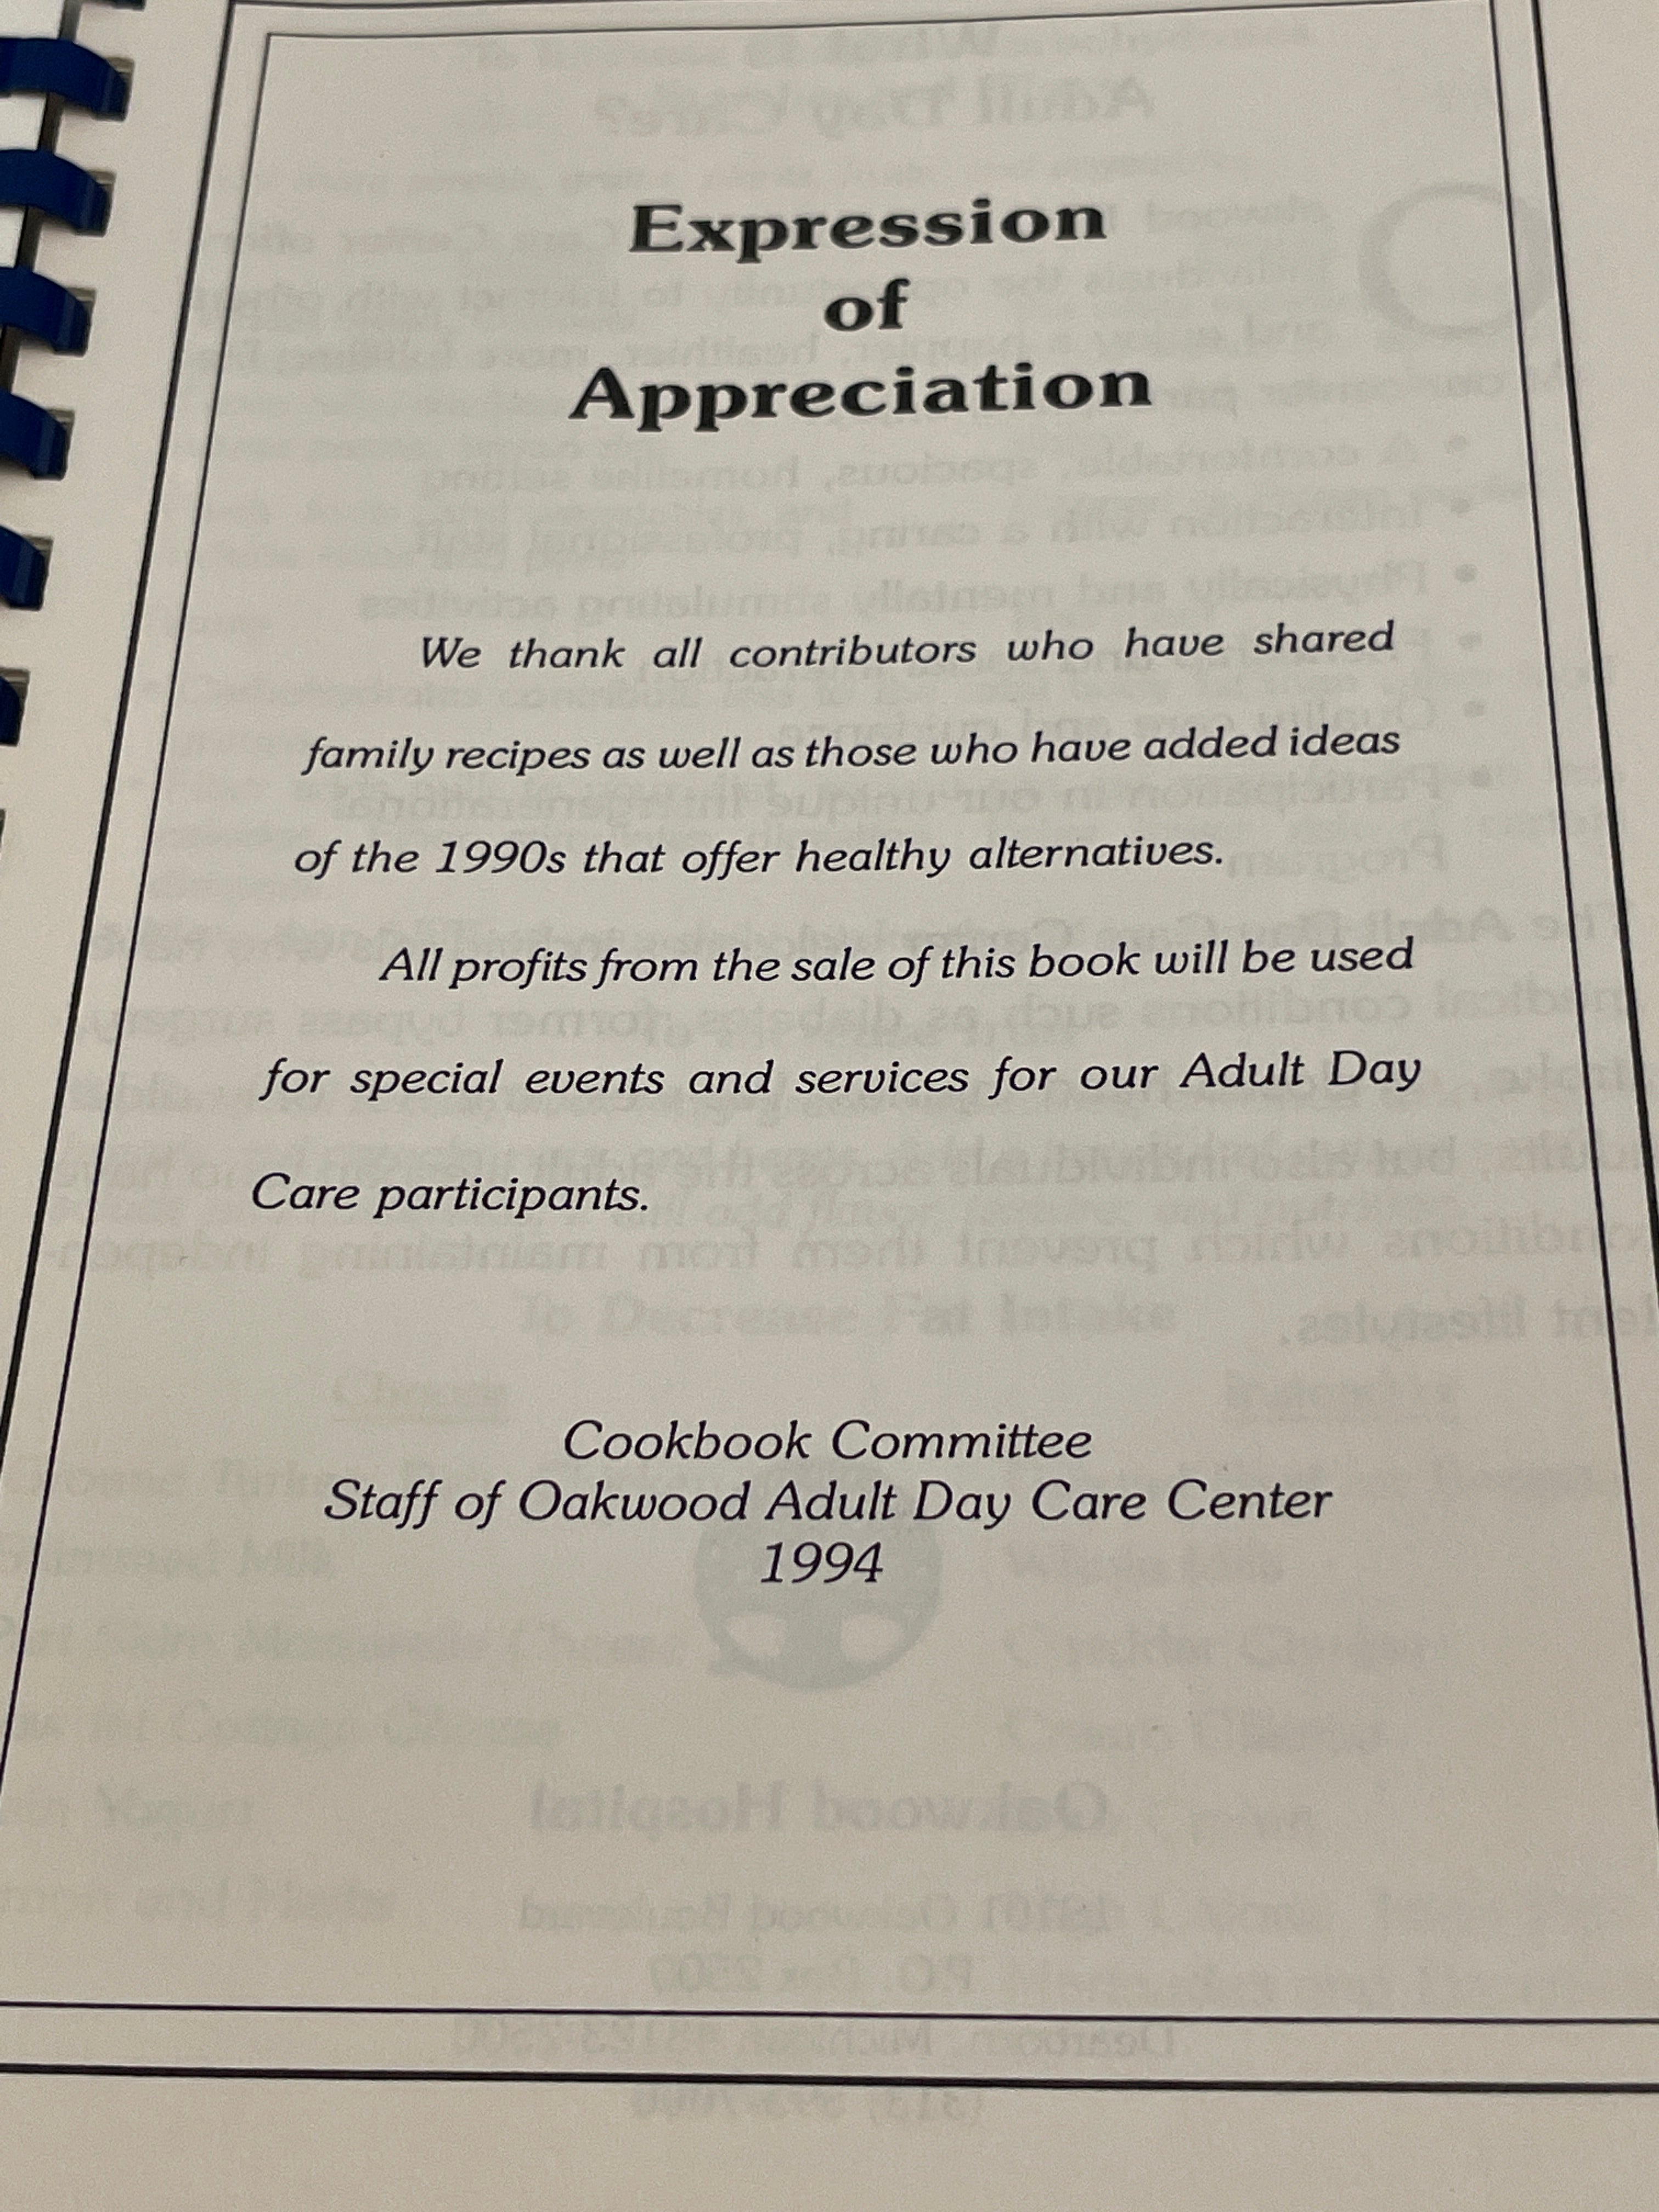 Expression
of
Appreciation
We thank all contributors who have shared
family recipes as well as those who have added ideas
of the 1990s that offer healthy alternatives.
All profits from the sale of this book will be used
for special events and services for our Adult Day
Care participants.
Cookbook Committee
Staff of Oakwood Adult Day Care Center
1994